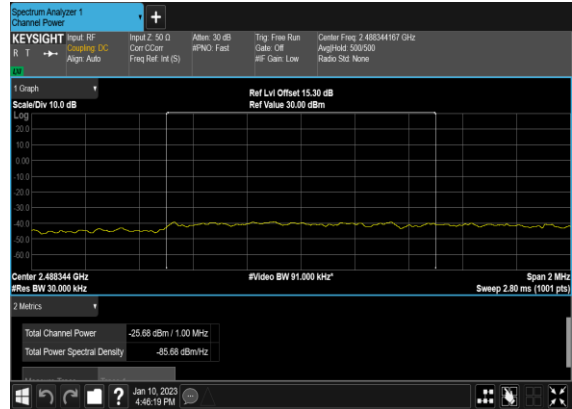 Spectrum Analyzer 1
Channel Power
+
KEYSIGHT Input: RF Input Z: 50 Ω Atten: 30 dB Trig: Free Run Center Freq: 2.488344167 GHz
R T Coupling: DC Corr CCorr #PNO: Fast Gate: Off Avg|Hold: 500/500
Align: Auto Freq Ref: Int (S) #IF Gain: Low Radio Std: None
1 Graph
Ref Lvl Offset 15.30 dB
Scale/Div 10.0 dB Ref Value 30.00 dBm
Log
20.0
10.0
0.00
-10.0
-20.0
-30.0
-40.0
-50.0
-60.0
Center 2.488344 GHz #Video BW 91.000 kHz* Span 2 MHz
#Res BW 30.000 kHz Sweep 2.80 ms (1001 pts)
2 Metrics
Total Channel Power -25.68 dBm / 1.00 MHz
Total Power Spectral Density -85.68 dBm/Hz
?
Jan 10, 2023
4:46:19 PM